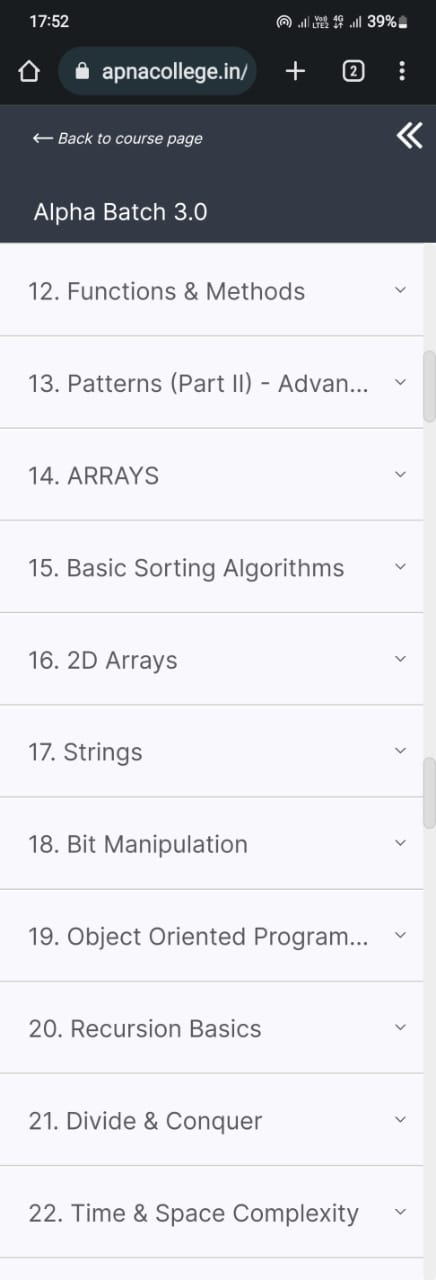 17:52
Vo)) 4G 39%
LTE2
apnacollege.in/
2
← Back to course page
Alpha Batch 3.0
12. Functions & Methods
13. Patterns (Part II) - Advan...
14. ARRAYS
15. Basic Sorting Algorithms
16. 2D Arrays
17. Strings
18. Bit Manipulation
19. Object Oriented Program...
20. Recursion Basics
21. Divide & Conquer
22. Time & Space Complexity